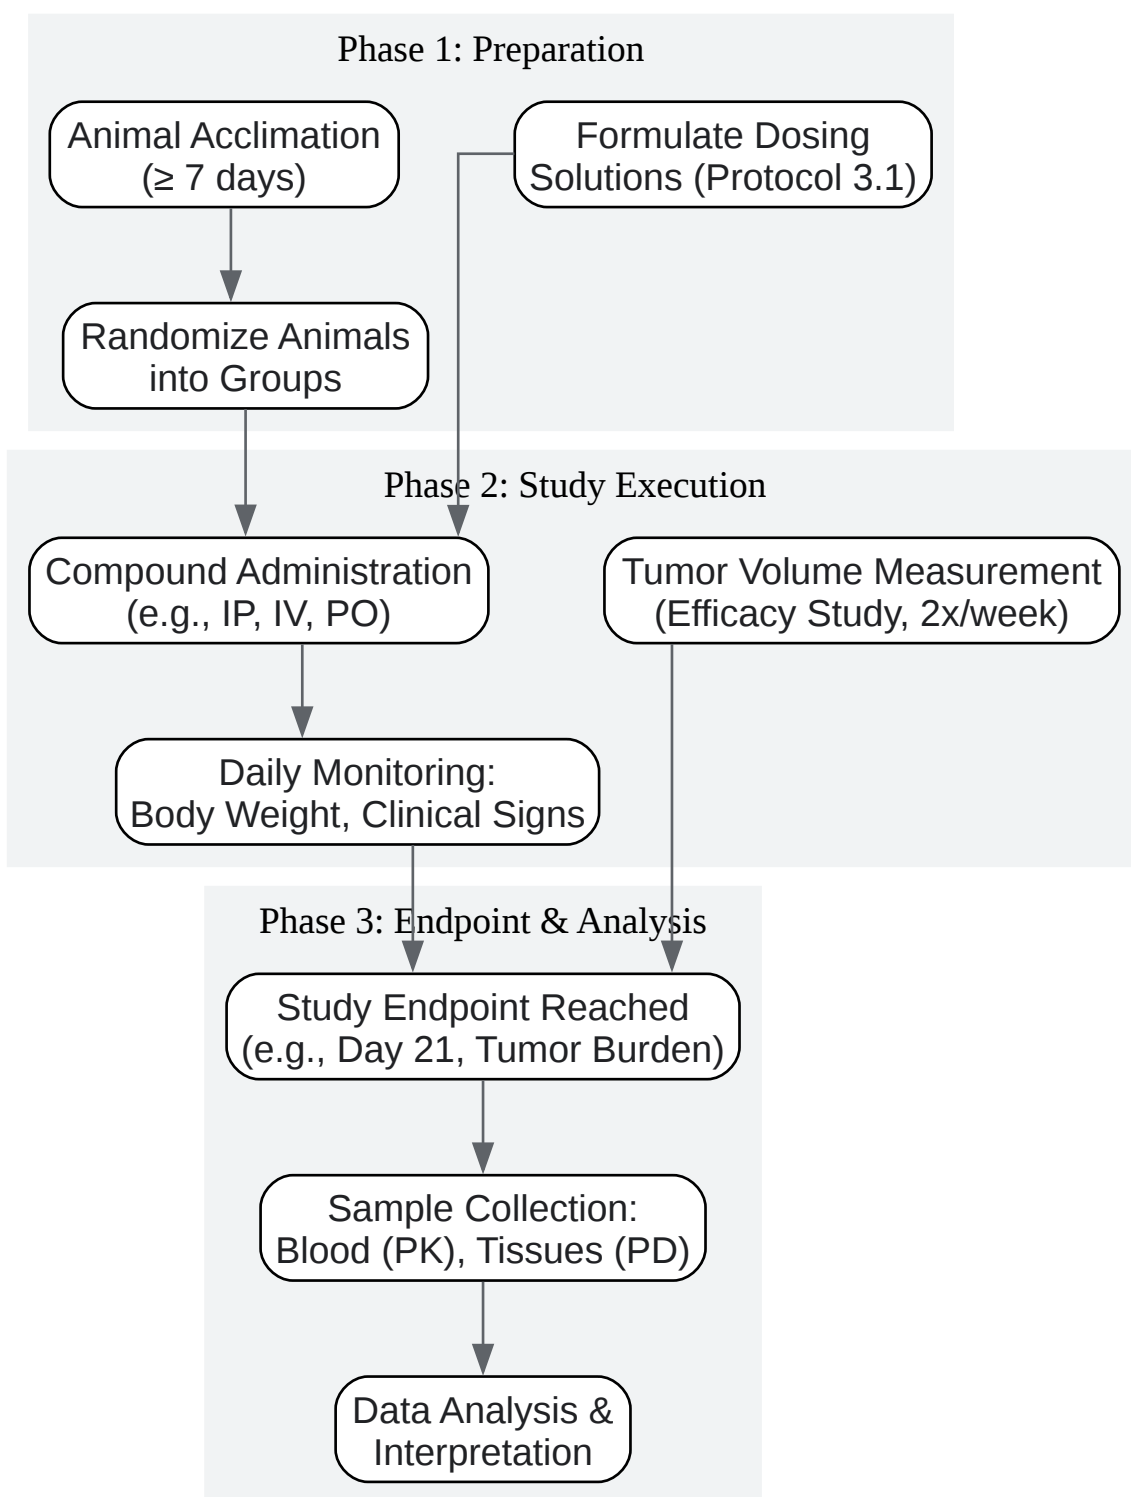 Phase 1: Preparation
Animal Acclimation
(≥ 7 days)
Formulate Dosing
Solutions (Protocol 3.1)
Randomize Animals
into Groups
Phase 2: Study Execution
Compound Administration
(e.g., IP, IV, PO)
Tumor Volume Measurement
(Efficacy Study, 2x/week)
Daily Monitoring:
Body Weight, Clinical Signs
Phase 3: Endpoint & Analysis
Study Endpoint Reached
(e.g., Day 21, Tumor Burden)
Sample Collection:
Blood (PK), Tissues (PD)
Data Analysis &
Interpretation